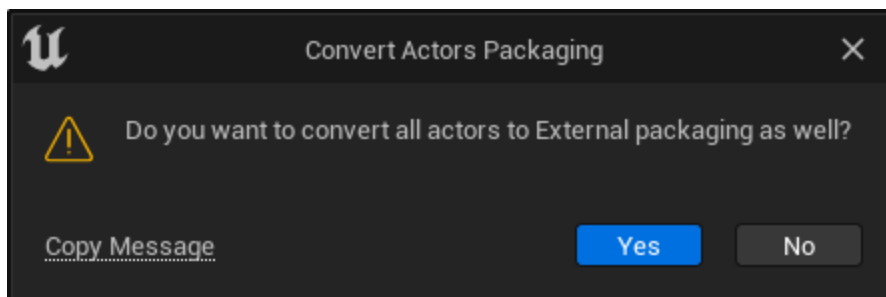 Convert Actors Packaging
Do you want to convert all actors to External packaging as well?
Copy Message
Yes
No